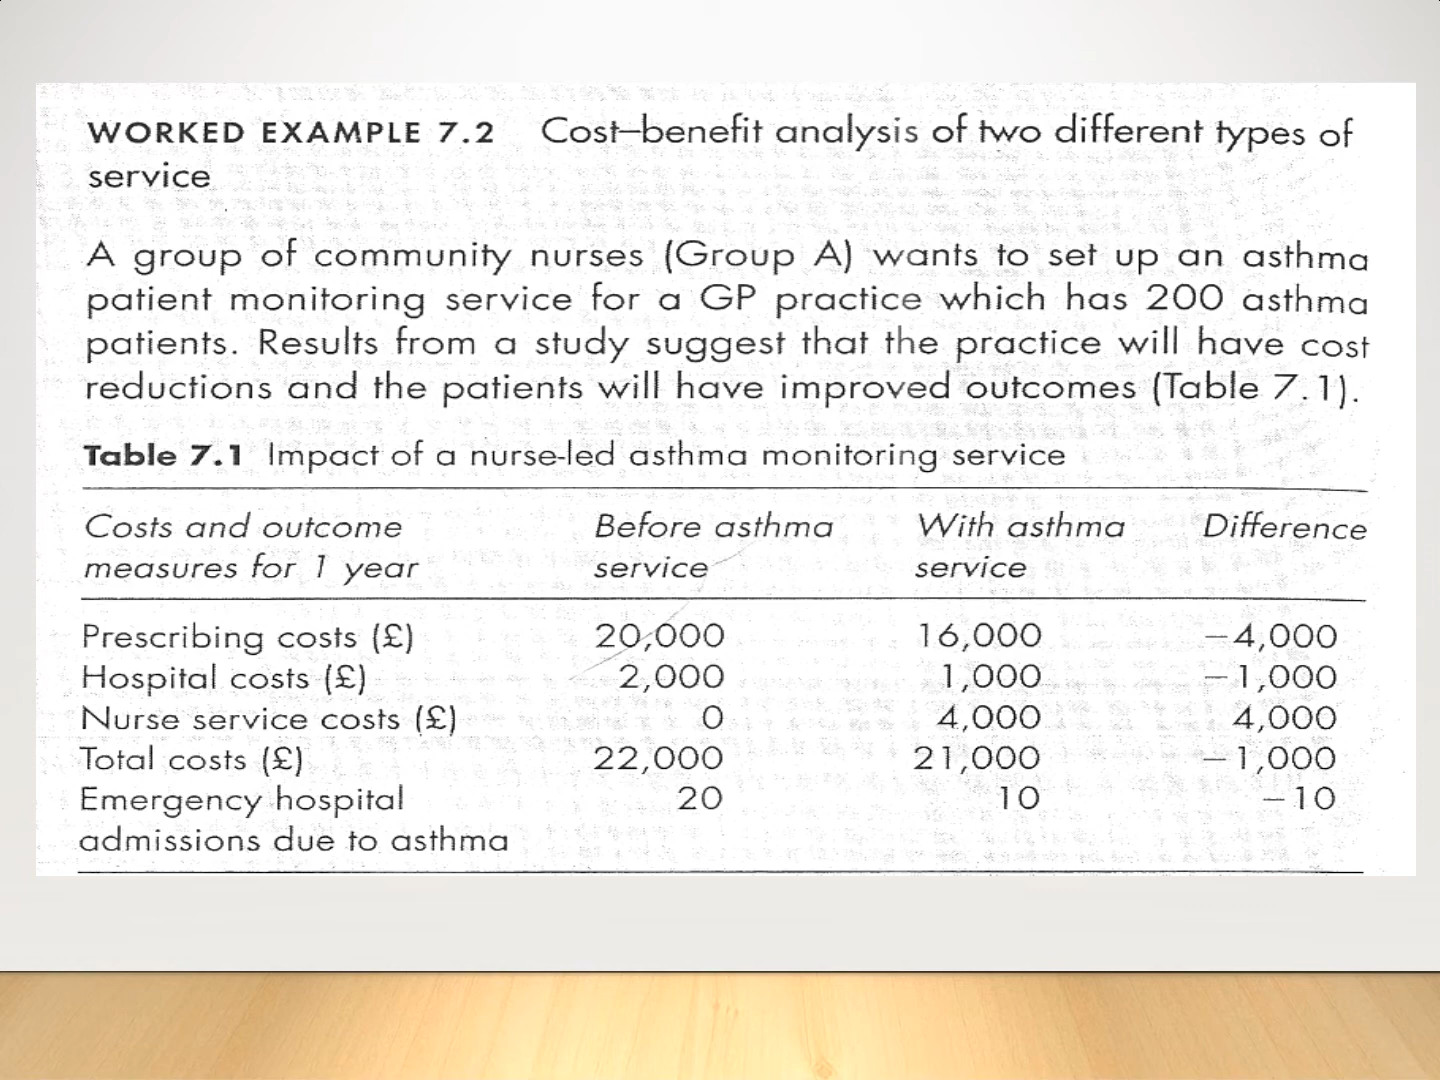 WORKED EXAMPLE 7.2 Cost–benefit analysis of two different types of
service
A group of community nurses (Group A) wants to set up an asthma
patient monitoring service for a GP practice which has 200 asthma
patients. Results from a study suggest that the practice will have cost
reductions and the patients will have improved outcomes (Table 7.1).
Table 7.1 Impact of a nurse-led asthma monitoring service
Costs and outcome Before asthma With asthma Difference
measures for 1 year service service
Prescribing costs (£) 20,000 16,000 –4,000
Hospital costs (£) 2,000 1,000 –1,000
Nurse service costs (£) 0 4,000 4,000
Total costs (£) 22,000 21,000 –1,000
Emergency hospital 20 10 –10
admissions due to asthma